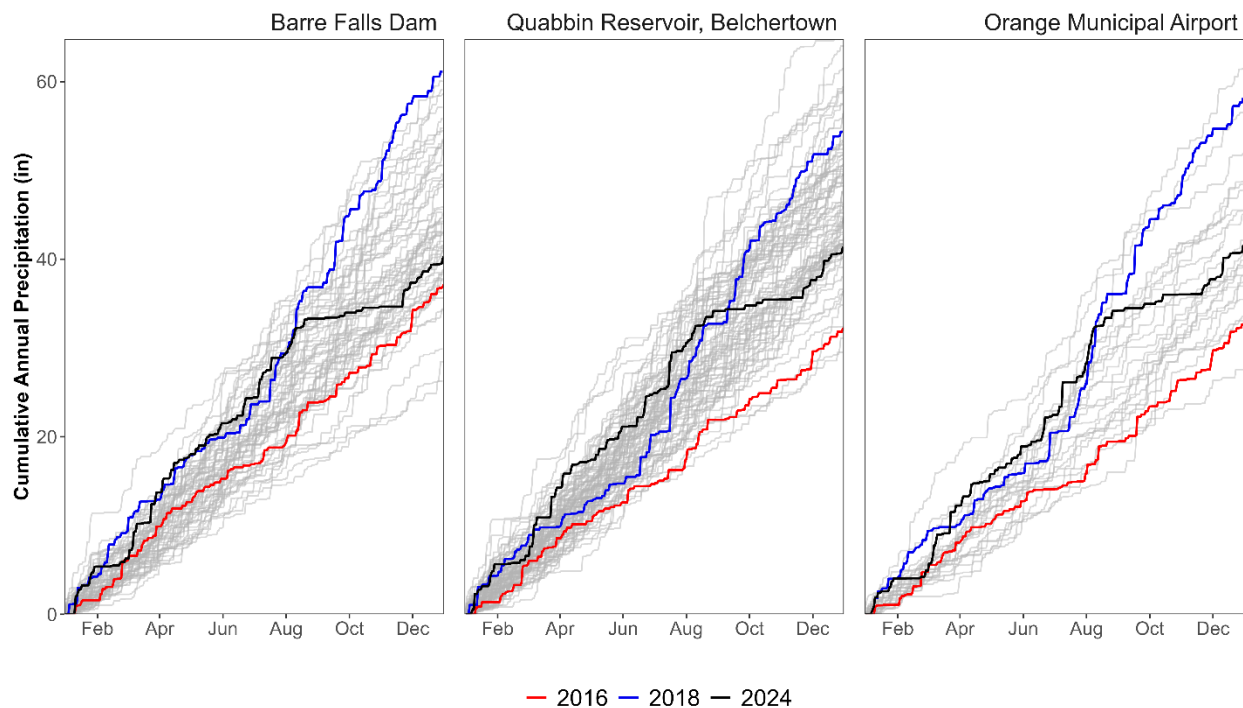 Barre Falls Dam
Quabbin Reservoir, Belchertown
Orange Municipal Airport
Cumulative Annual Precipitation (in)
60
40
20
0
Feb Apr Jun Aug Oct Dec
Feb Apr Jun Aug Oct Dec
Feb Apr Jun Aug Oct Dec
2016 2018 2024